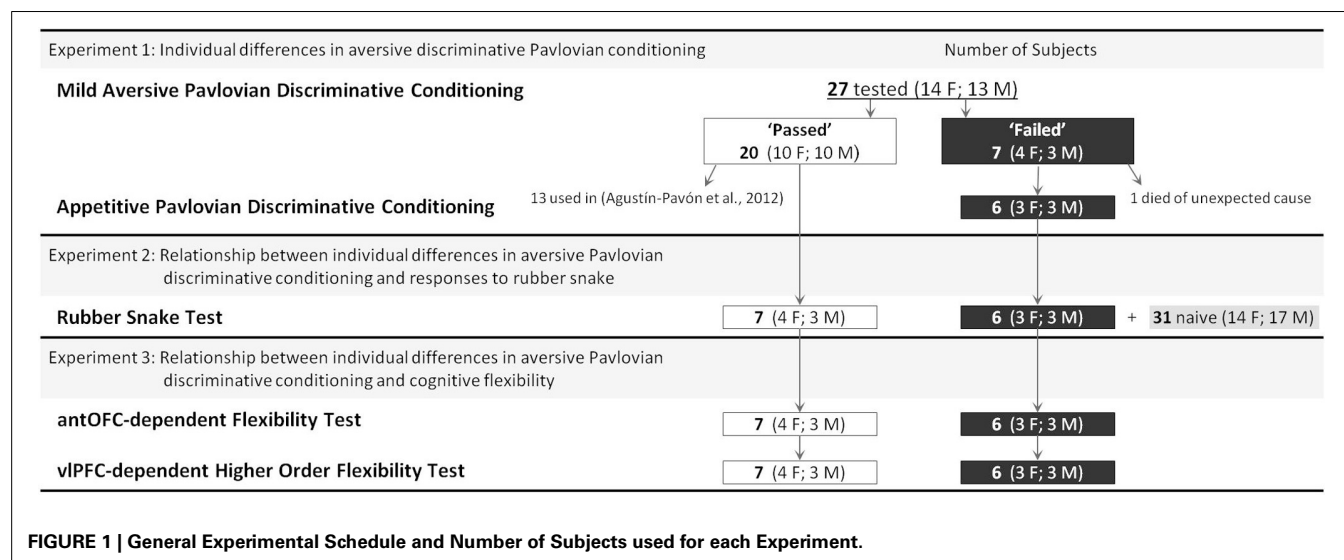 Experiment 1: Individual differences in aversive discriminative Pavlovian conditioning Number of Subjects
Mild Aversive Pavlovian Discriminative Conditioning 27 tested (14 F; 13 M)
‘Passed’ ‘Failed’
20 (10 F; 10 M) 7 (4 F; 3 M)
13 used in (Agustín-Pavón et al., 2012) 1 died of unexpected cause
Appetitive Pavlovian Discriminative Conditioning 6 (3 F; 3 M)
Experiment 2: Relationship between individual differences in aversive Pavlovian
discriminative conditioning and responses to rubber snake
Rubber Snake Test 7 (4 F; 3 M) 6 (3 F; 3 M) + 31 naive (14 F; 17 M)
Experiment 3: Relationship between individual differences in aversive Pavlovian
discriminative conditioning and cognitive flexibility
antOFC-dependent Flexibility Test 7 (4 F; 3 M) 6 (3 F; 3 M)
vlPFC-dependent Higher Order Flexibility Test 7 (4 F; 3 M) 6 (3 F; 3 M)
FIGURE 1 | General Experimental Schedule and Number of Subjects used for each Experiment.